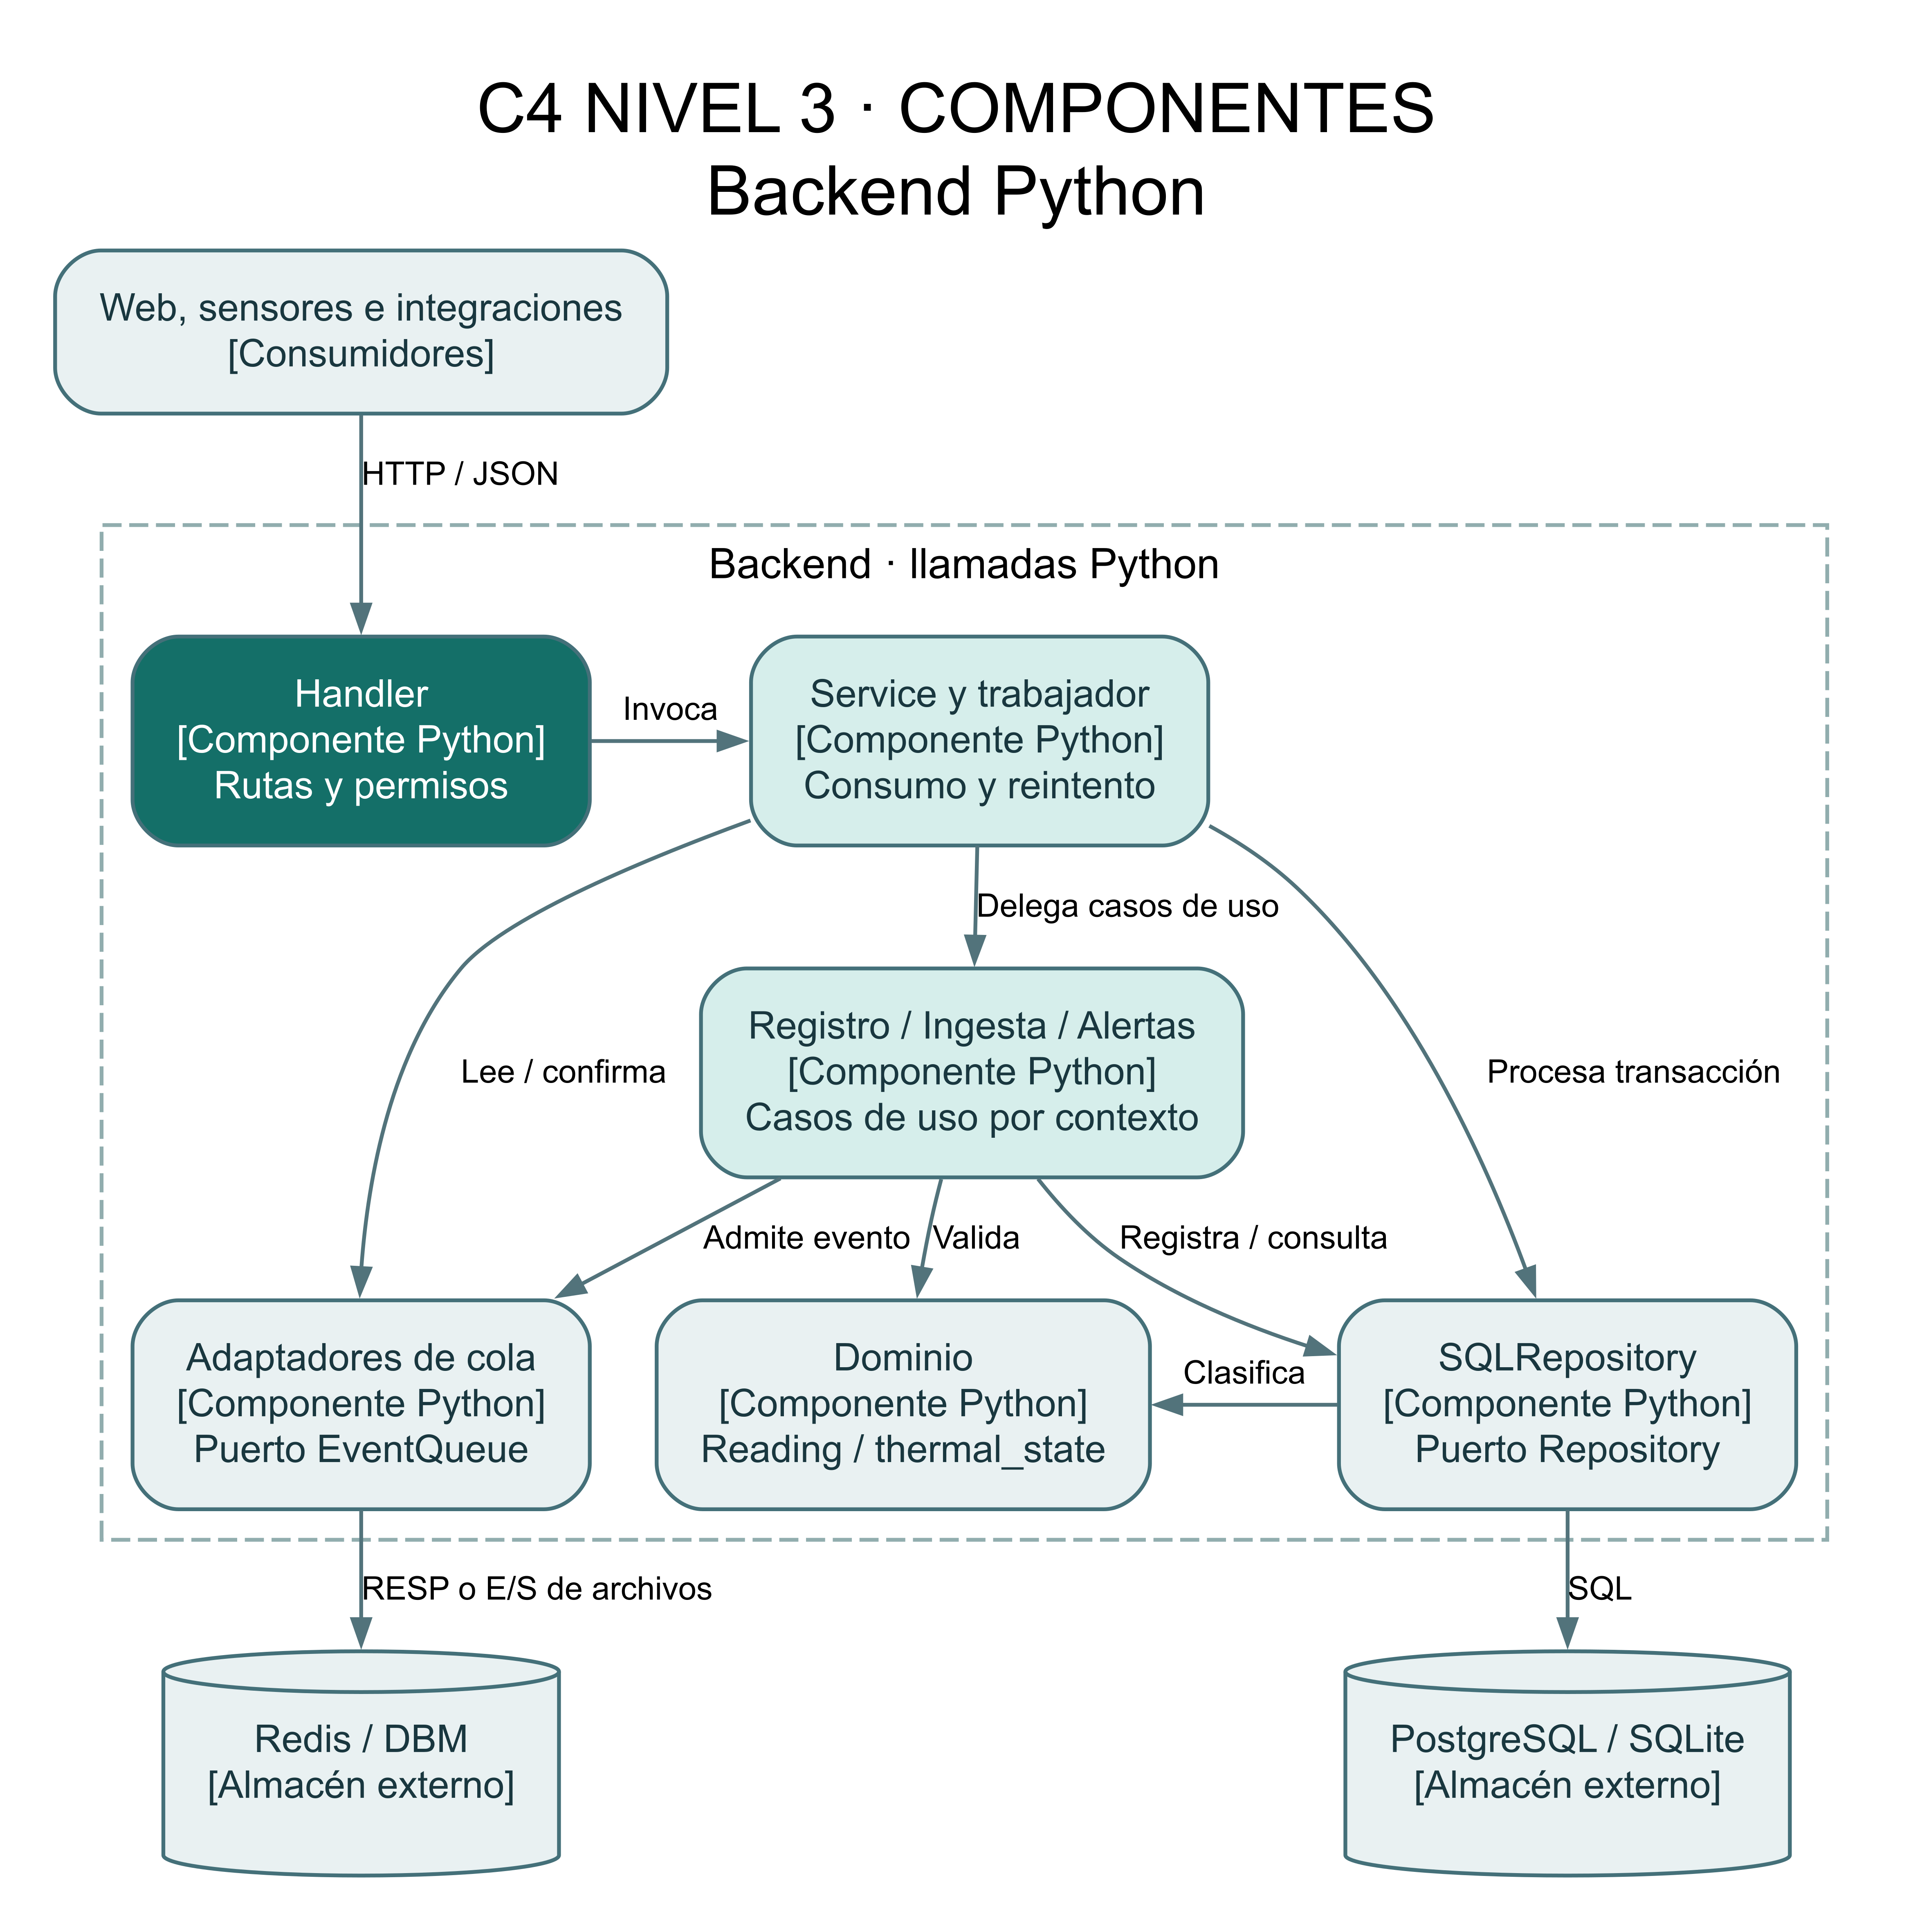 C4 NIVEL 3 · COMPONENTES
Backend Python
Web, sensores e integraciones
[Consumidores]
HTTP / JSON
Backend · llamadas Python
Handler
[Componente Python]
Rutas y permisos
Invoca
Service y trabajador
[Componente Python]
Consumo y reintento
Delega casos de uso
Registro / Ingesta / Alertas
[Componente Python]
Casos de uso por contexto
Lee / confirma
Procesa transacción
Admite evento
Valida
Registra / consulta
Adaptadores de cola
[Componente Python]
Puerto EventQueue
Dominio
[Componente Python]
Reading / thermal_state
Clasifica
SQLRepository
[Componente Python]
Puerto Repository
RESP o E/S de archivos
SQL
Redis / DBM
[Almacén externo]
PostgreSQL / SQLite
[Almacén externo]